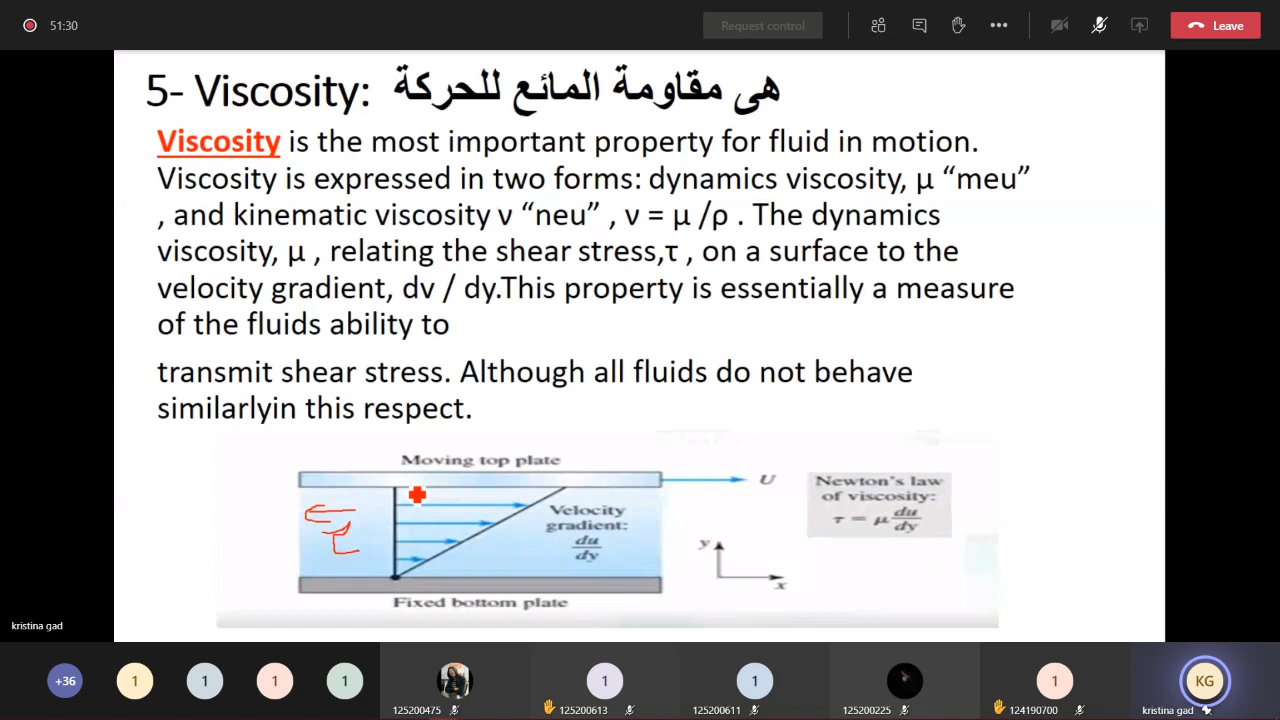 51:30
Request control
Leave
5- Viscosity: هى مقاومة المائع للحركة
Viscosity is the most important property for fluid in motion.
Viscosity is expressed in two forms: dynamics viscosity, μ “meu”
, and kinematic viscosity ν “neu” , ν = μ /ρ . The dynamics
viscosity, μ , relating the shear stress,τ , on a surface to the
velocity gradient, dv / dy.This property is essentially a measure
of the fluids ability to
transmit shear stress. Although all fluids do not behave
similarlyin this respect.
Moving top plate
U
Newton's law
of viscosity:
τ = μ du/dy
Velocity
gradient:
du/dy
τ
y
x
Fixed bottom plate
kristina gad
+36
1
1
1
1
1
1
1
KG
125200475
125200613
125200611
125200225
124190700
kristina gad